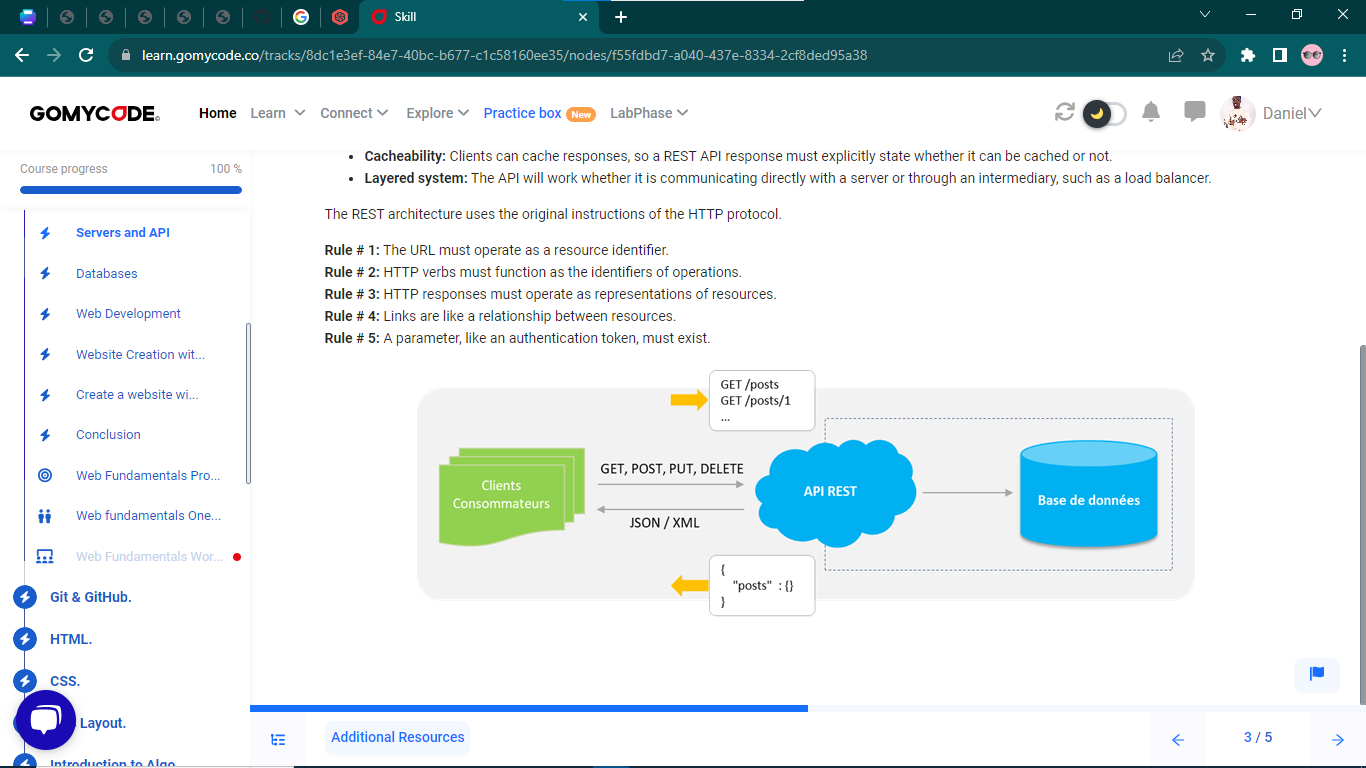 Skill
learn.gomycode.co/tracks/8dc1e3ef-84e7-40bc-b677-c1c58160ee35/nodes/f55fdbd7-a040-437e-8334-2cf8ded95a38
GOMYCODE
Home
Learn
Connect
Explore
Practice box
New
LabPhase
Daniel
Course progress
100 %
Servers and API
Databases
Web Development
Website Creation wit...
Create a website wi...
Conclusion
Web Fundamentals Pro...
Web fundamentals One...
Web Fundamentals Wor...
Git & GitHub.
HTML.
CSS.
Layout.
Introduction to Algo
• Cacheability: Clients can cache responses, so a REST API response must explicitly state whether it can be cached or not.
• Layered system: The API will work whether it is communicating directly with a server or through an intermediary, such as a load balancer.
The REST architecture uses the original instructions of the HTTP protocol.
Rule # 1: The URL must operate as a resource identifier.
Rule # 2: HTTP verbs must function as the identifiers of operations.
Rule # 3: HTTP responses must operate as representations of resources.
Rule # 4: Links are like a relationship between resources.
Rule # 5: A parameter, like an authentication token, must exist.
GET /posts
GET /posts/1
...
Clients
Consommateurs
GET, POST, PUT, DELETE
JSON / XML
API REST
Base de données
{
"posts" : {}
}
Additional Resources
3 / 5